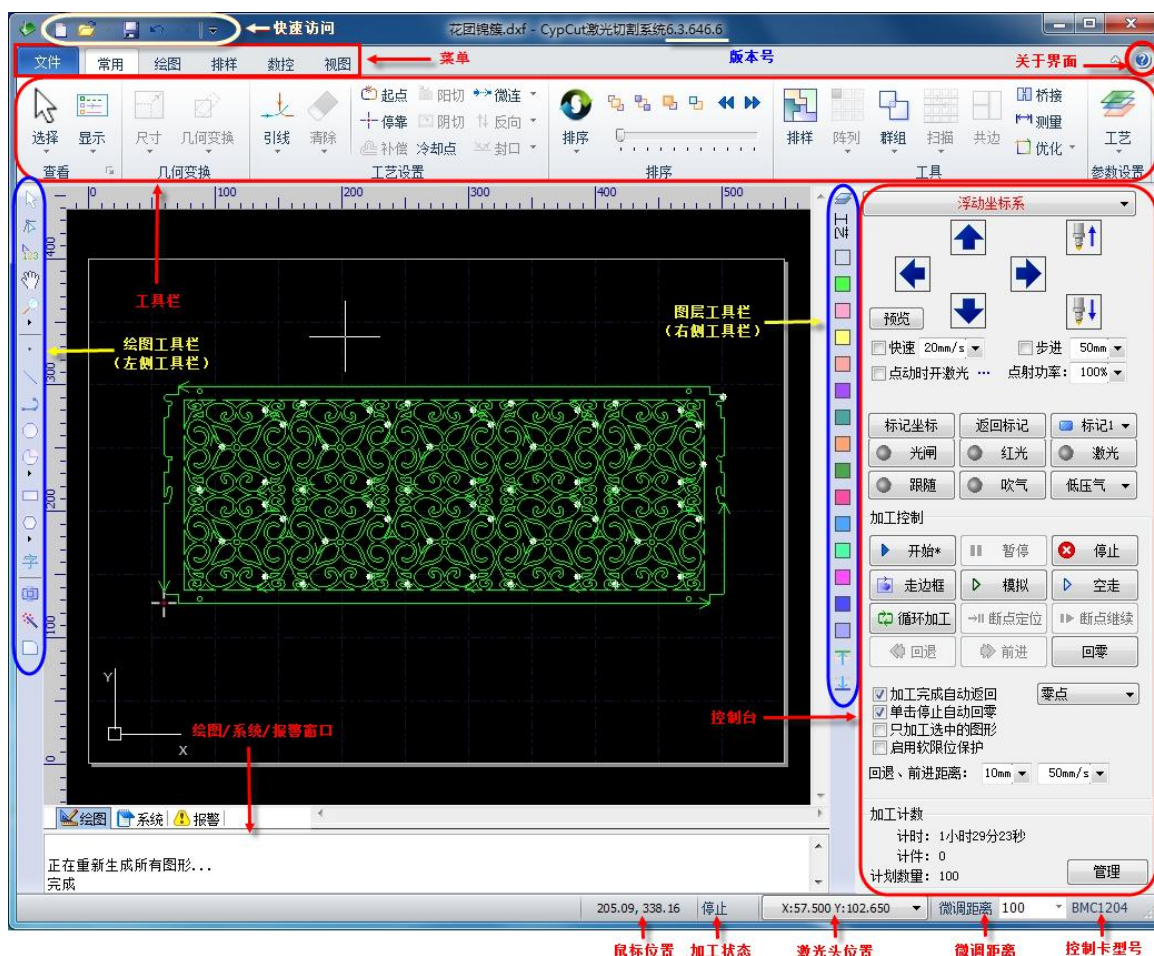 快速访问
花团锦簇.dxf - CypCut激光切割系统6.3.646.6
文件 常用 绘图 排样 数控 视图
菜单
版本号
关于界面
选择 显示 尺寸 几何变换 引线 清除
起点 阳切 微连
停靠 阴切 反向
补偿 冷却点 封口
排序
排样 阵列 群组 扫描 共边
桥接
测量
优化
工艺
查看 几何变换 工艺设置 排序 工具 参数设置
0 100 200 300 400 500
400
300
200
100
0
123
字
工具栏
绘图工具栏
(左侧工具栏)
图层工具栏
(右侧工具栏)
Y
X
绘图/系统/报警窗口
控制台
工艺
浮动坐标系
预览
快速 20mm/s 步进 50mm
点动时开激光 ... 点射功率: 100%
标记坐标 返回标记 标记1
光闸 红光 激光
跟随 吹气 低压气
加工控制
开始* 暂停 停止
走边框 模拟 空走
循环加工 断点定位 断点继续
回退 前进 回零
加工完成自动返回 零点
单击停止自动回零
只加工选中的图形
启用软限位保护
回退、前进距离: 10mm 50mm/s
加工计数
计时: 1小时29分23秒
计件: 0
计划数量: 100
管理
绘图 系统 报警
正在重新生成所有图形...
完成
205.09, 338.16 停止 X:57.500 Y:102.650 微调距离 100 BMC1204
鼠标位置 加工状态 激光头位置 微调距离 控制卡型号